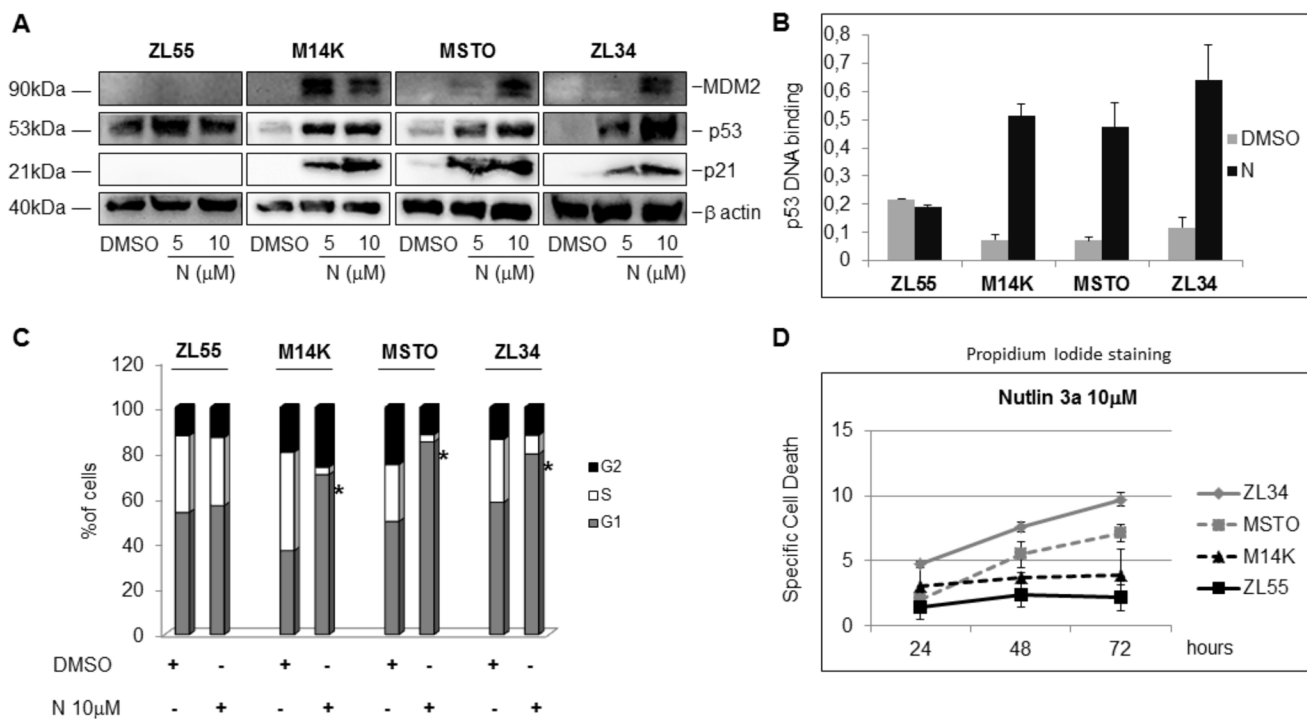 A
ZL55 M14K MSTO ZL34
90kDa MDM2
53kDa p53
21kDa p21
40kDa β actin
DMSO 5 10 DMSO 5 10 DMSO 5 10 DMSO 5 10
N (μM) N (μM) N (μM) N (μM)
B
0,8
0,7
0,6
0,5
0,4
0,3
0,2
0,1
0
p53 DNA binding
DMSO
N
ZL55 M14K MSTO ZL34
C
ZL55 M14K MSTO ZL34
120
100
80
60
40
20
0
%of cells
* * *
G2
S
G1
DMSO + - + - + - + -
N 10μM - + - + - + - +
D
Propidium Iodide staining
Nutlin 3a 10μM
15
10
5
0
Specific Cell Death
ZL34
MSTO
M14K
ZL55
24 48 72 hours